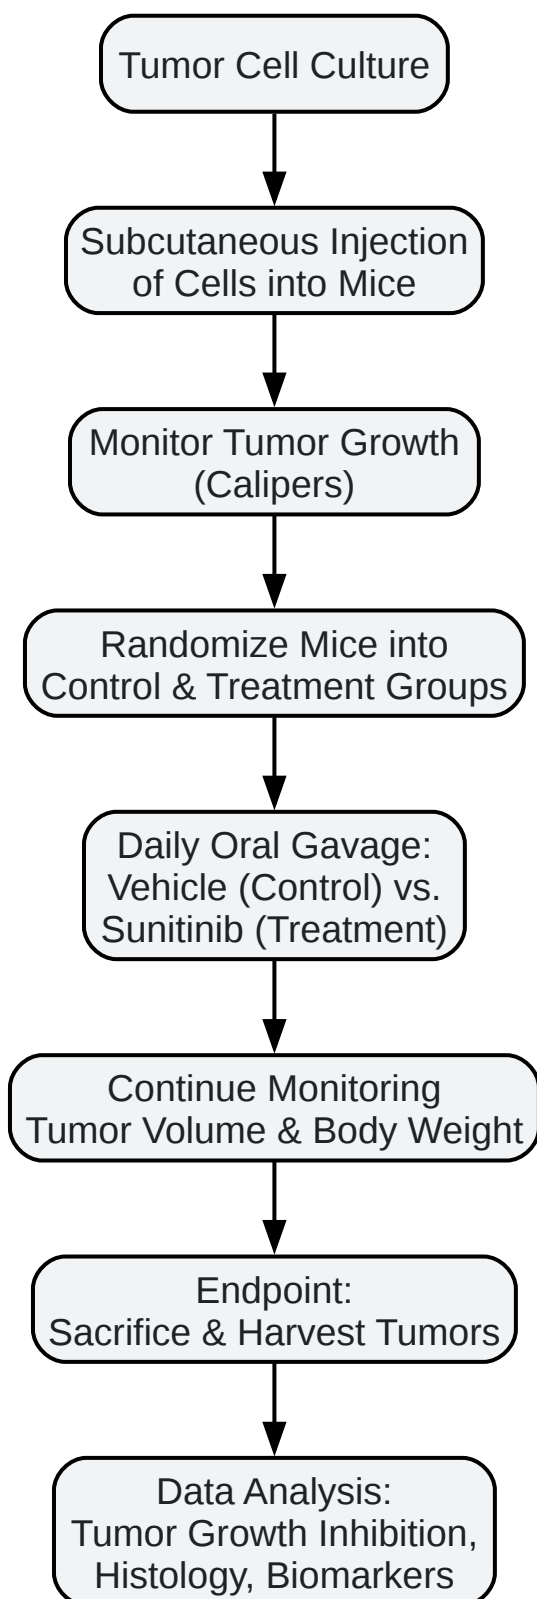 Tumor Cell Culture
Subcutaneous Injection
of Cells into Mice
Monitor Tumor Growth
(Calipers)
Randomize Mice into
Control & Treatment Groups
Daily Oral Gavage:
Vehicle (Control) vs.
Sunitinib (Treatment)
Continue Monitoring
Tumor Volume & Body Weight
Endpoint:
Sacrifice & Harvest Tumors
Data Analysis:
Tumor Growth Inhibition,
Histology, Biomarkers